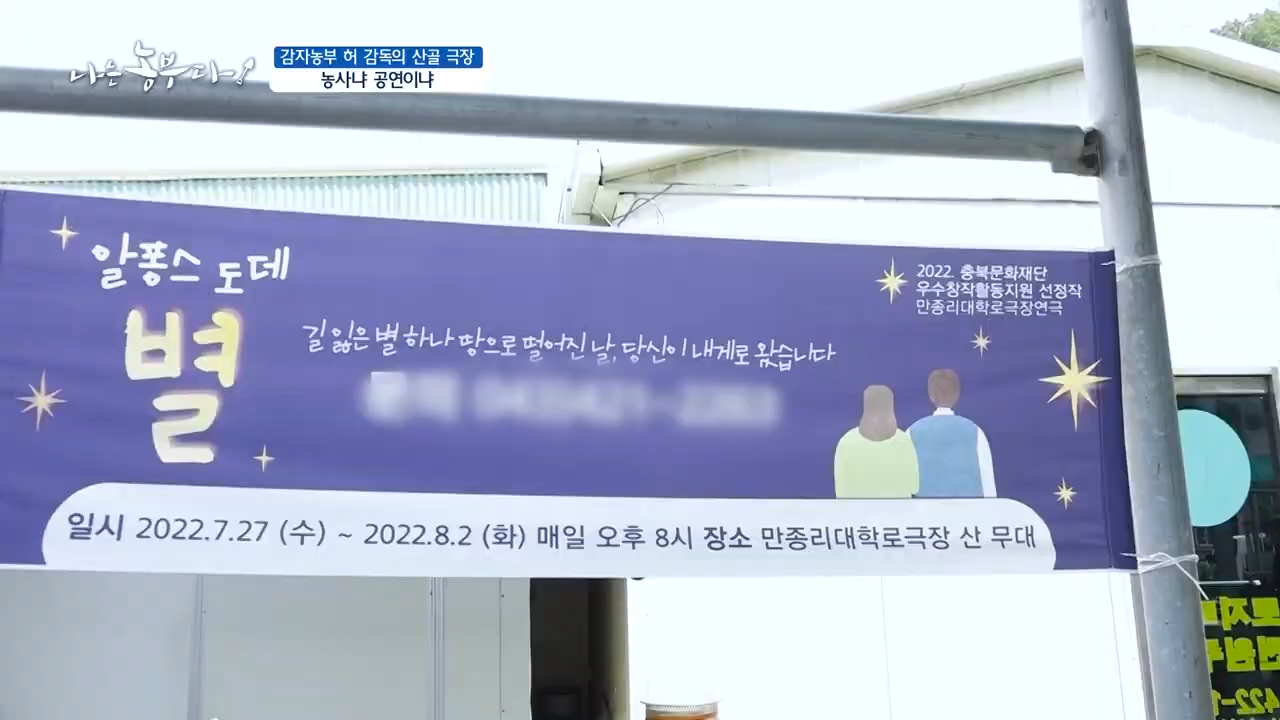 나는 농부다!
감자농부 허 감독의 산골 극장
농사냐 공연이냐
알퐁스 도데
별
길 잃은 별 하나 땅으로 떨어진 날, 당신이 내게로 왔습니다
2022. 충북문화재단
우수창작활동지원 선정작
만종리대학로극장연극
일시 2022.7.27 (수) ~ 2022.8.2 (화) 매일 오후 8시 장소 만종리대학로극장 산 무대